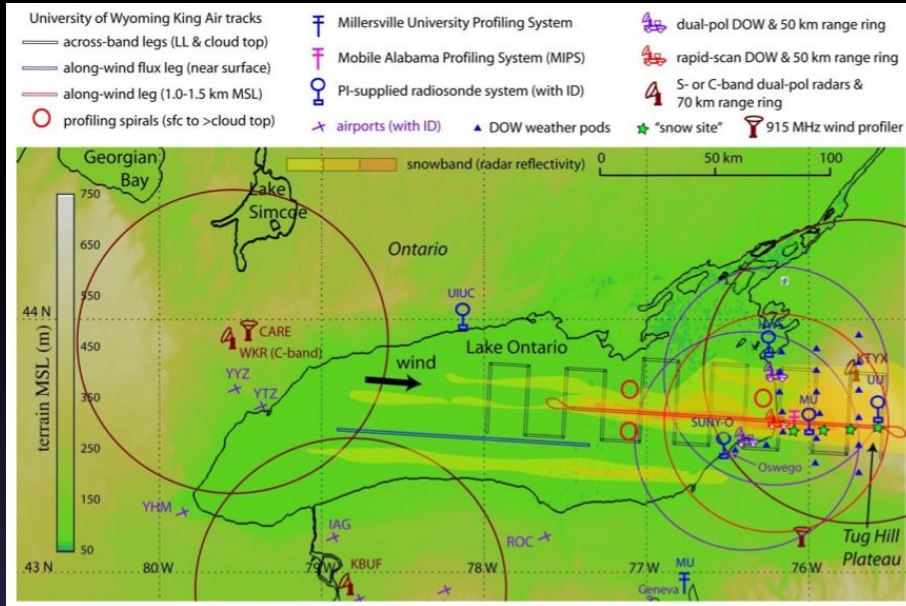 University of Wyoming King Air tracks
across-band legs (LL & cloud top)
along-wind flux leg (near surface)
along-wind leg (1.0-1.5 km MSL)
profiling spirals (sfc to >cloud top)
Millersville University Profiling System
Mobile Alabama Profiling System (MIPS)
PI-supplied radiosonde system (with ID)
airports (with ID)
DOW weather pods
"snow site"
915 MHz wind profiler
dual-pol DOW & 50 km range ring
rapid-scan DOW & 50 km range ring
S- or C-band dual-pol radars &
70 km range ring
Georgian
Bay
snowband (radar reflectivity)
0
50 km
100
Lake
Simcoe
Ontario
terrain MSL (m)
750
650
550
450
350
250
150
50
44 N
43 N
UIUC
CARE
WKR (C-band)
YYZ
YTZ
wind
Lake Ontario
KTYX
UU
MU
SUNY-O
Oswego
YHM
IAG
ROC
KBUF
Tug Hill
Plateau
MU
Geneva
80W
79W
78W
77W
76W